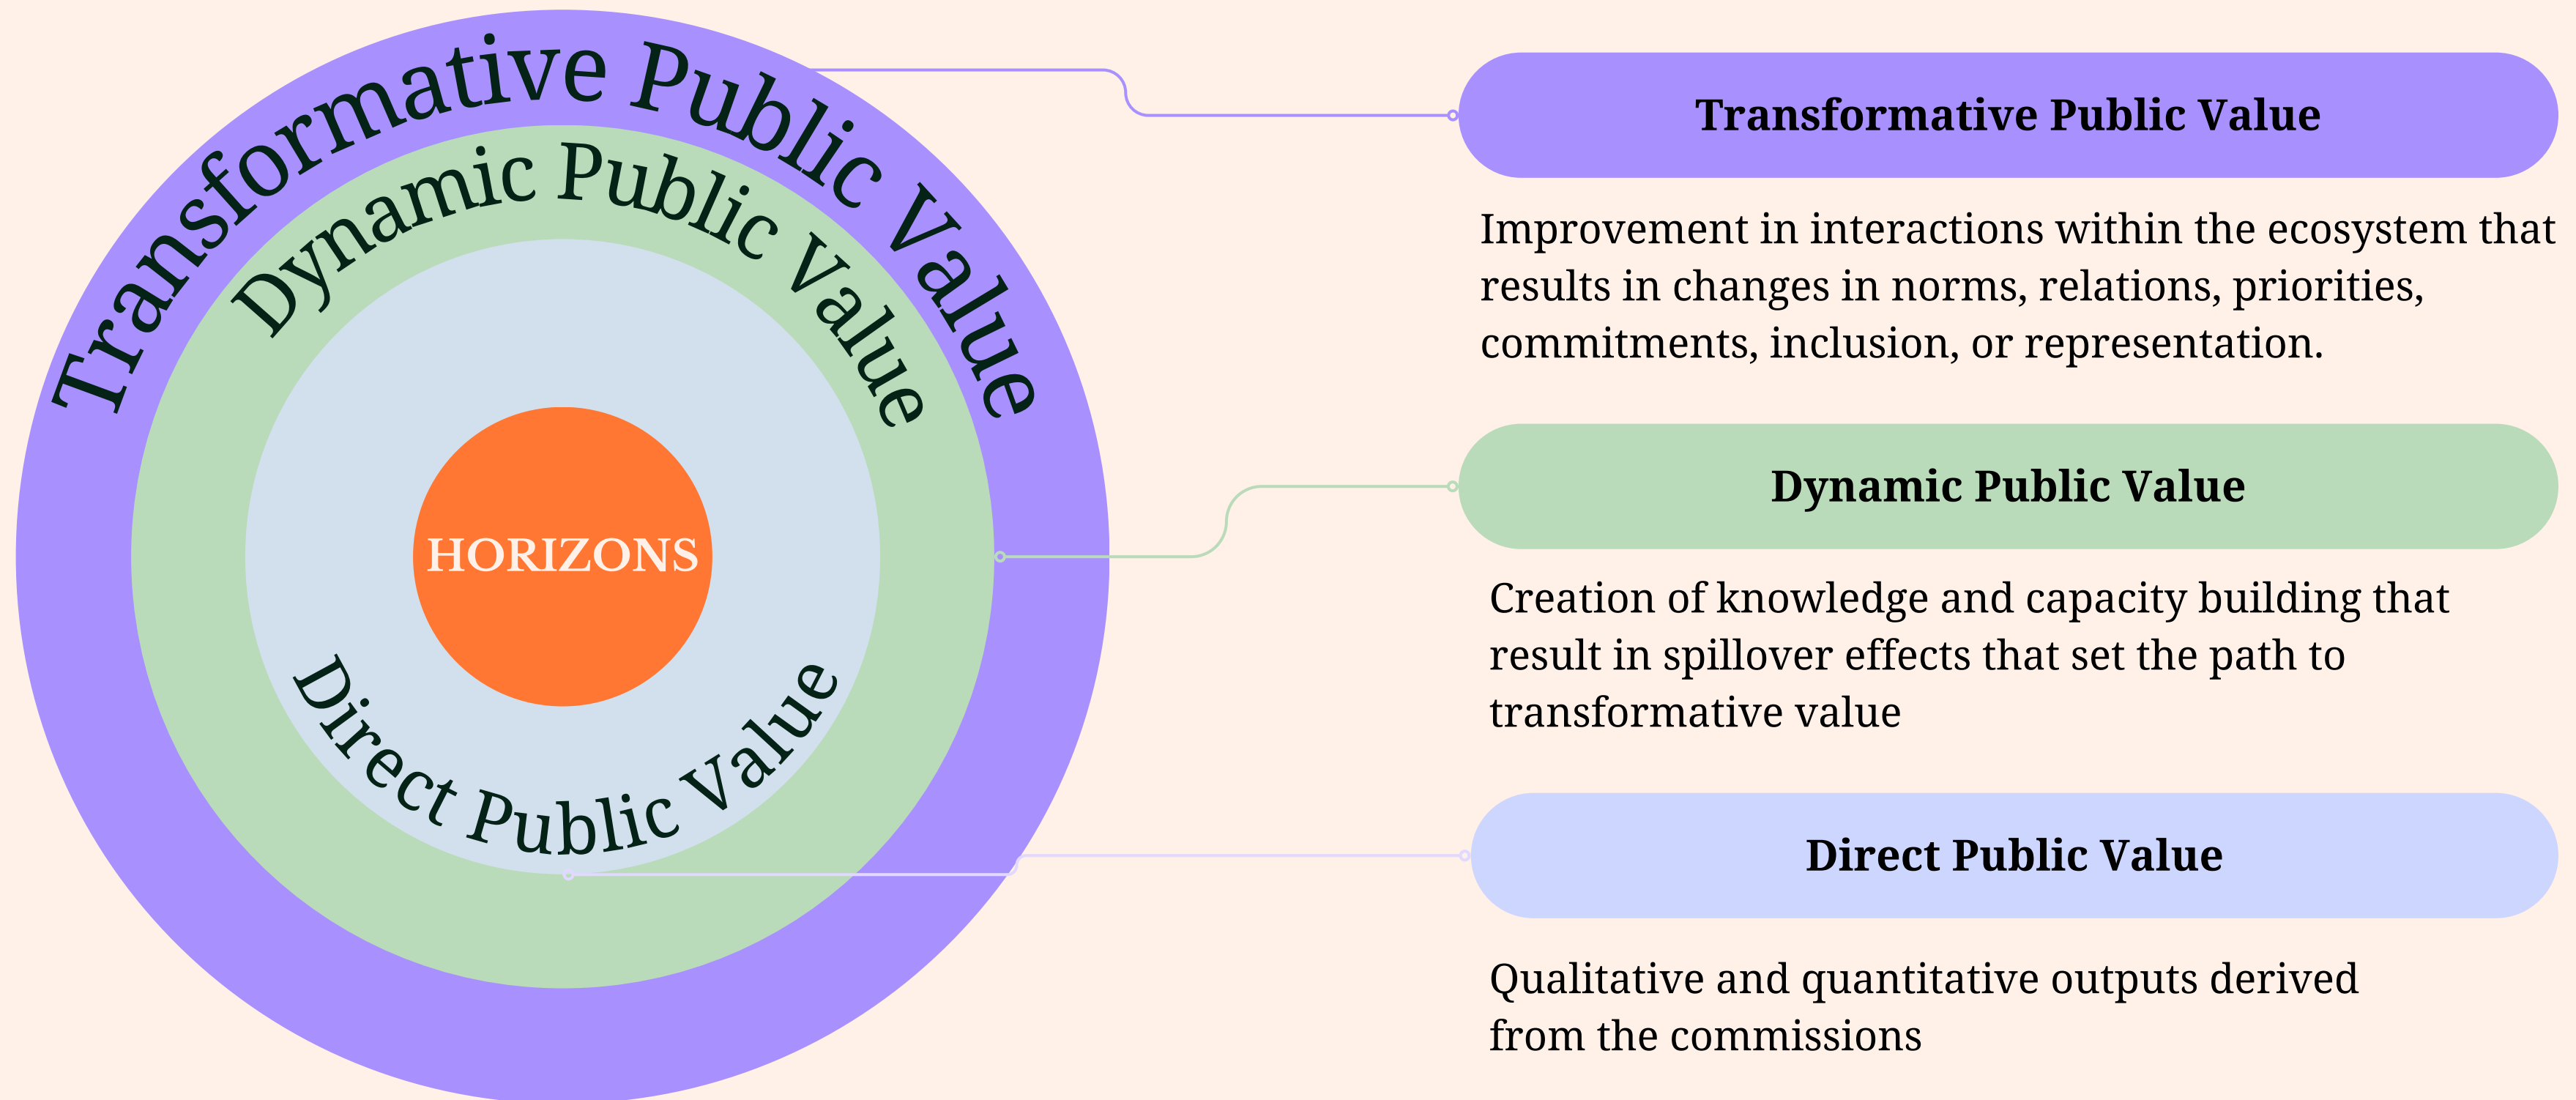 Transformative Public Value
Dynamic Public Value
HORIZONS
Direct Public Value
Transformative Public Value
Improvement in interactions within the ecosystem that
results in changes in norms, relations, priorities,
commitments, inclusion, or representation.
Dynamic Public Value
Creation of knowledge and capacity building that
result in spillover effects that set the path to
transformative value
Direct Public Value
Qualitative and quantitative outputs derived
from the commissions